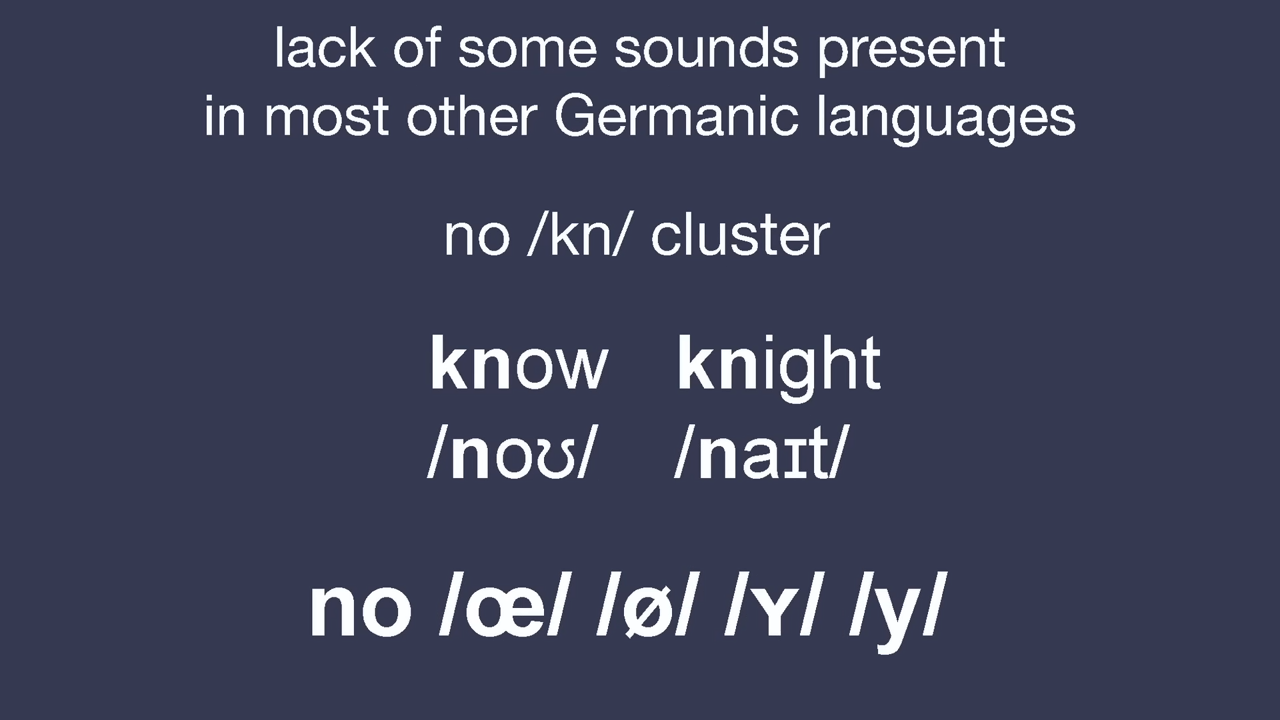 lack of some sounds present
in most other Germanic languages
no /kn/ cluster
know knight
/noʊ/ /naɪt/
no /œ/ /ø/ /ʏ/ /y/